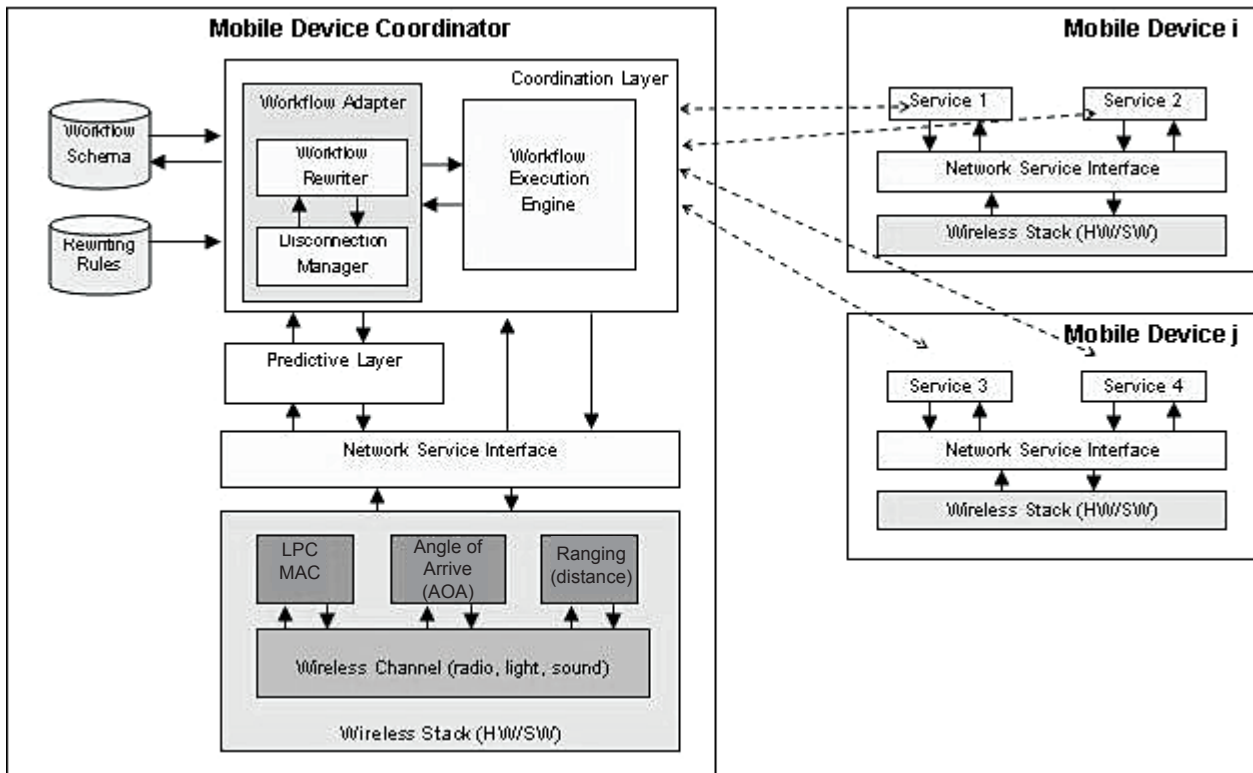 Mobile Device Coordinator
Coordination Layer
Workflow Adapter
Workflow
Rewriter
Disconnection
Manager
Workflow
Execution
Engine
Workflow
Schema
Rewriting
Rules
Predictive Layer
Network Service Interface
LPC
MAC
Angle of
Arrive
(AOA)
Ranging
(distance)
Wireless Channel (radio, light, sound)
Wireless Stack (HW/SW)
Mobile Device i
Service 1
Service 2
Network Service Interface
Wireless Stack (HW/SW)
Mobile Device j
Service 3
Service 4
Network Service Interface
Wireless Stack (HW/SW)